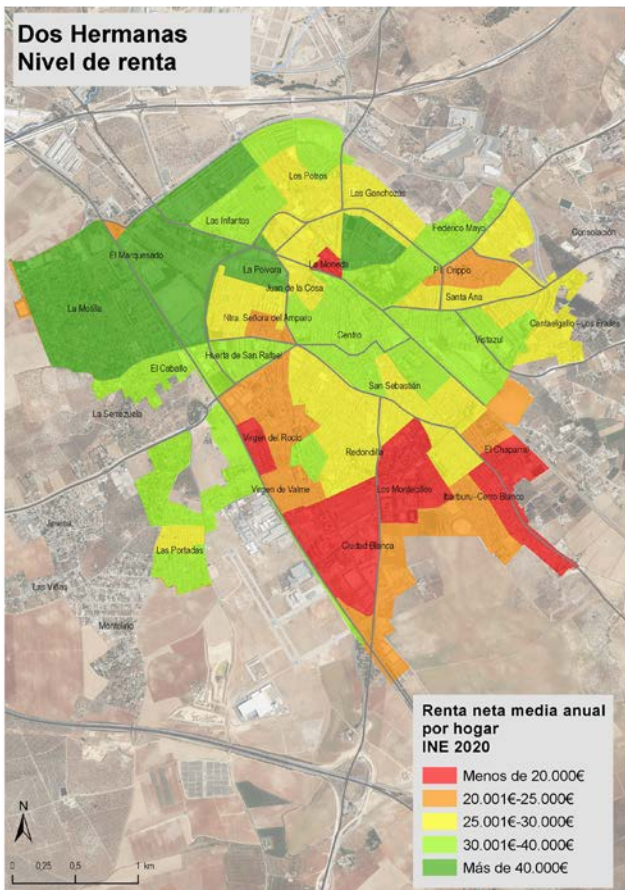 Dos Hermanas
Nivel de renta
Los Potros
Las Ganchozas
Las Infantas
Federico Mayo
Consolación
El Marquesado
La Pólvora
La Moneda
P.I. Orippo
La Motilla
Juan de la Cosa
Santa Ana
Ntra. Señora del Amparo
Cantaelgallo - Los Frailes
Centro
Vistazul
Huerta de San Rafael
El Caballo
San Sebastián
La Serrezuela
Virgen del Rocío
El Chaparral
Redondilla
Virgen de Valme
Los Montecillos
Ibarburu - Cerro Blanco
Ciudad Blanca
Las Portadas
Las Viñas
Montelirio
Renta neta media anual
por hogar
INE 2020
Menos de 20.000€
20.001€-25.000€
25.001€-30.000€
30.001€-40.000€
Más de 40.000€
N
0 0,25 0,5 1 km